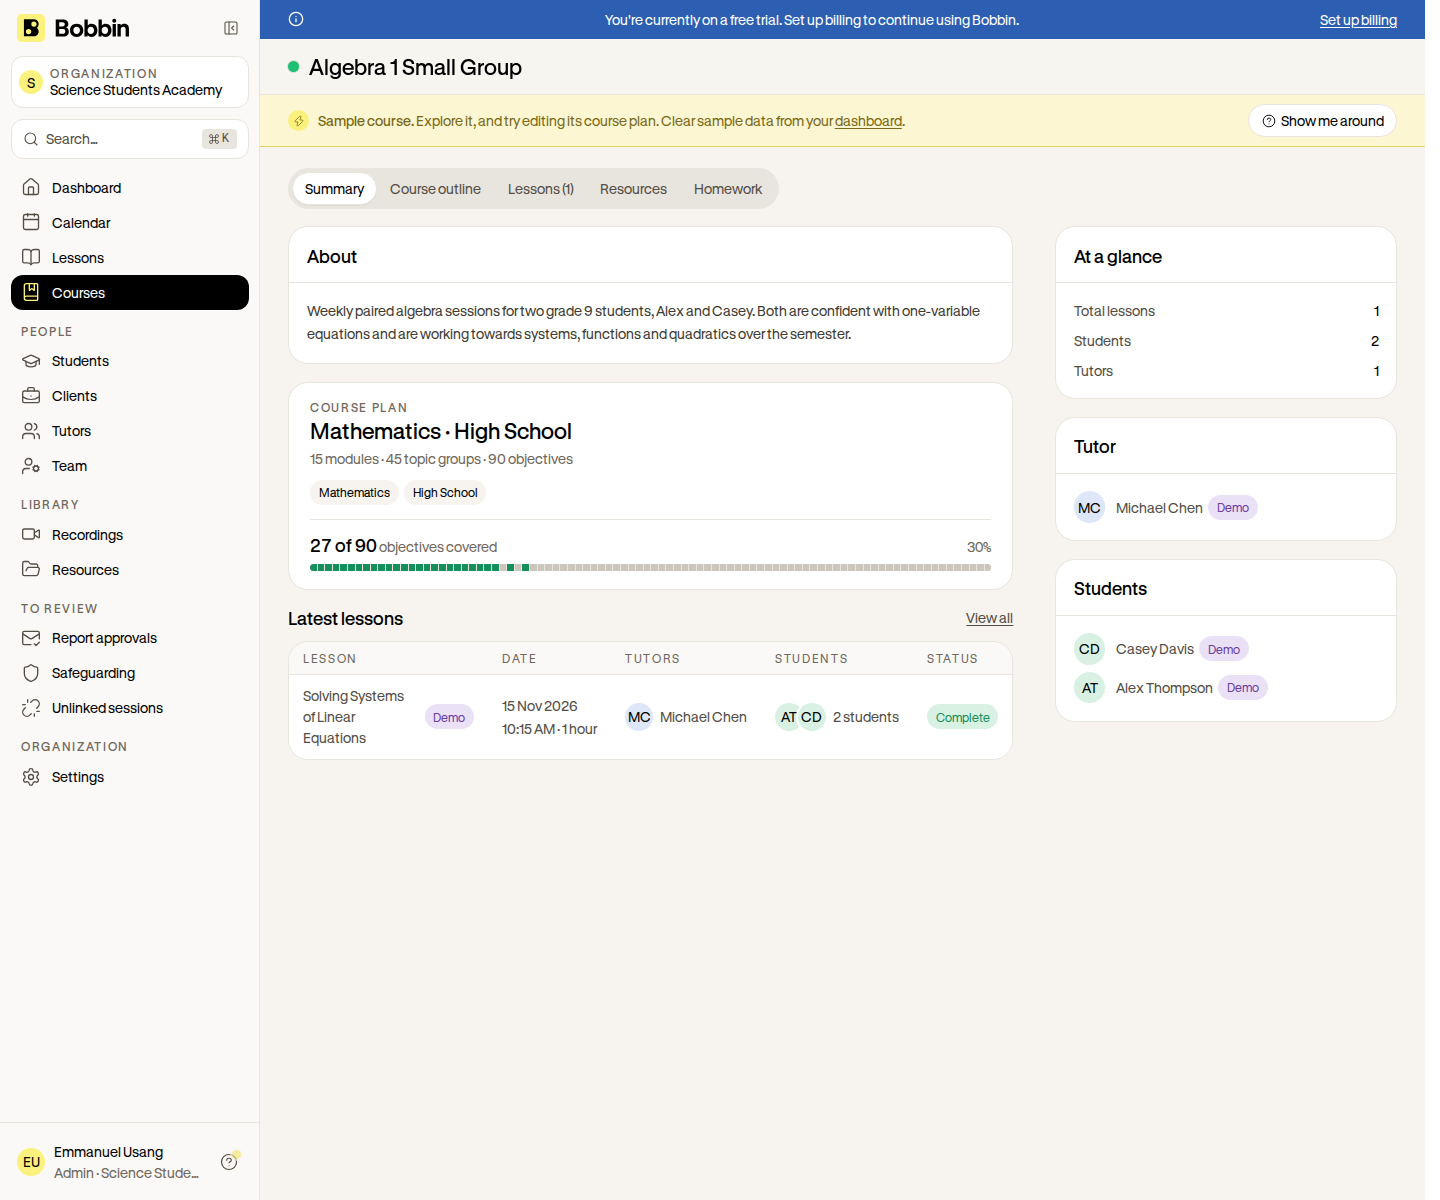 Bobbin
ORGANIZATION
S
Science Students Academy
Search...
⌘ K
Dashboard
Calendar
Lessons
Courses
PEOPLE
Students
Clients
Tutors
Team
LIBRARY
Recordings
Resources
TO REVIEW
Report approvals
Safeguarding
Unlinked sessions
ORGANIZATION
Settings
EU
Emmanuel Usang
Admin · Science Stude...
You're currently on a free trial. Set up billing to continue using Bobbin.
Set up billing
Algebra 1 Small Group
Sample course. Explore it, and try editing its course plan. Clear sample data from your dashboard.
Show me around
Summary
Course outline
Lessons (1)
Resources
Homework
About
Weekly paired algebra sessions for two grade 9 students, Alex and Casey. Both are confident with one-variable
equations and are working towards systems, functions and quadratics over the semester.
COURSE PLAN
Mathematics · High School
15 modules · 45 topic groups · 90 objectives
Mathematics
High School
27 of 90 objectives covered
30%
Latest lessons
View all
LESSON
DATE
TUTORS
STUDENTS
STATUS
Solving Systems
of Linear
Equations
Demo
15 Nov 2026
10:15 AM · 1 hour
MC
Michael Chen
AT
CD
2 students
Complete
At a glance
Total lessons
1
Students
2
Tutors
1
Tutor
MC
Michael Chen
Demo
Students
CD
Casey Davis
Demo
AT
Alex Thompson
Demo